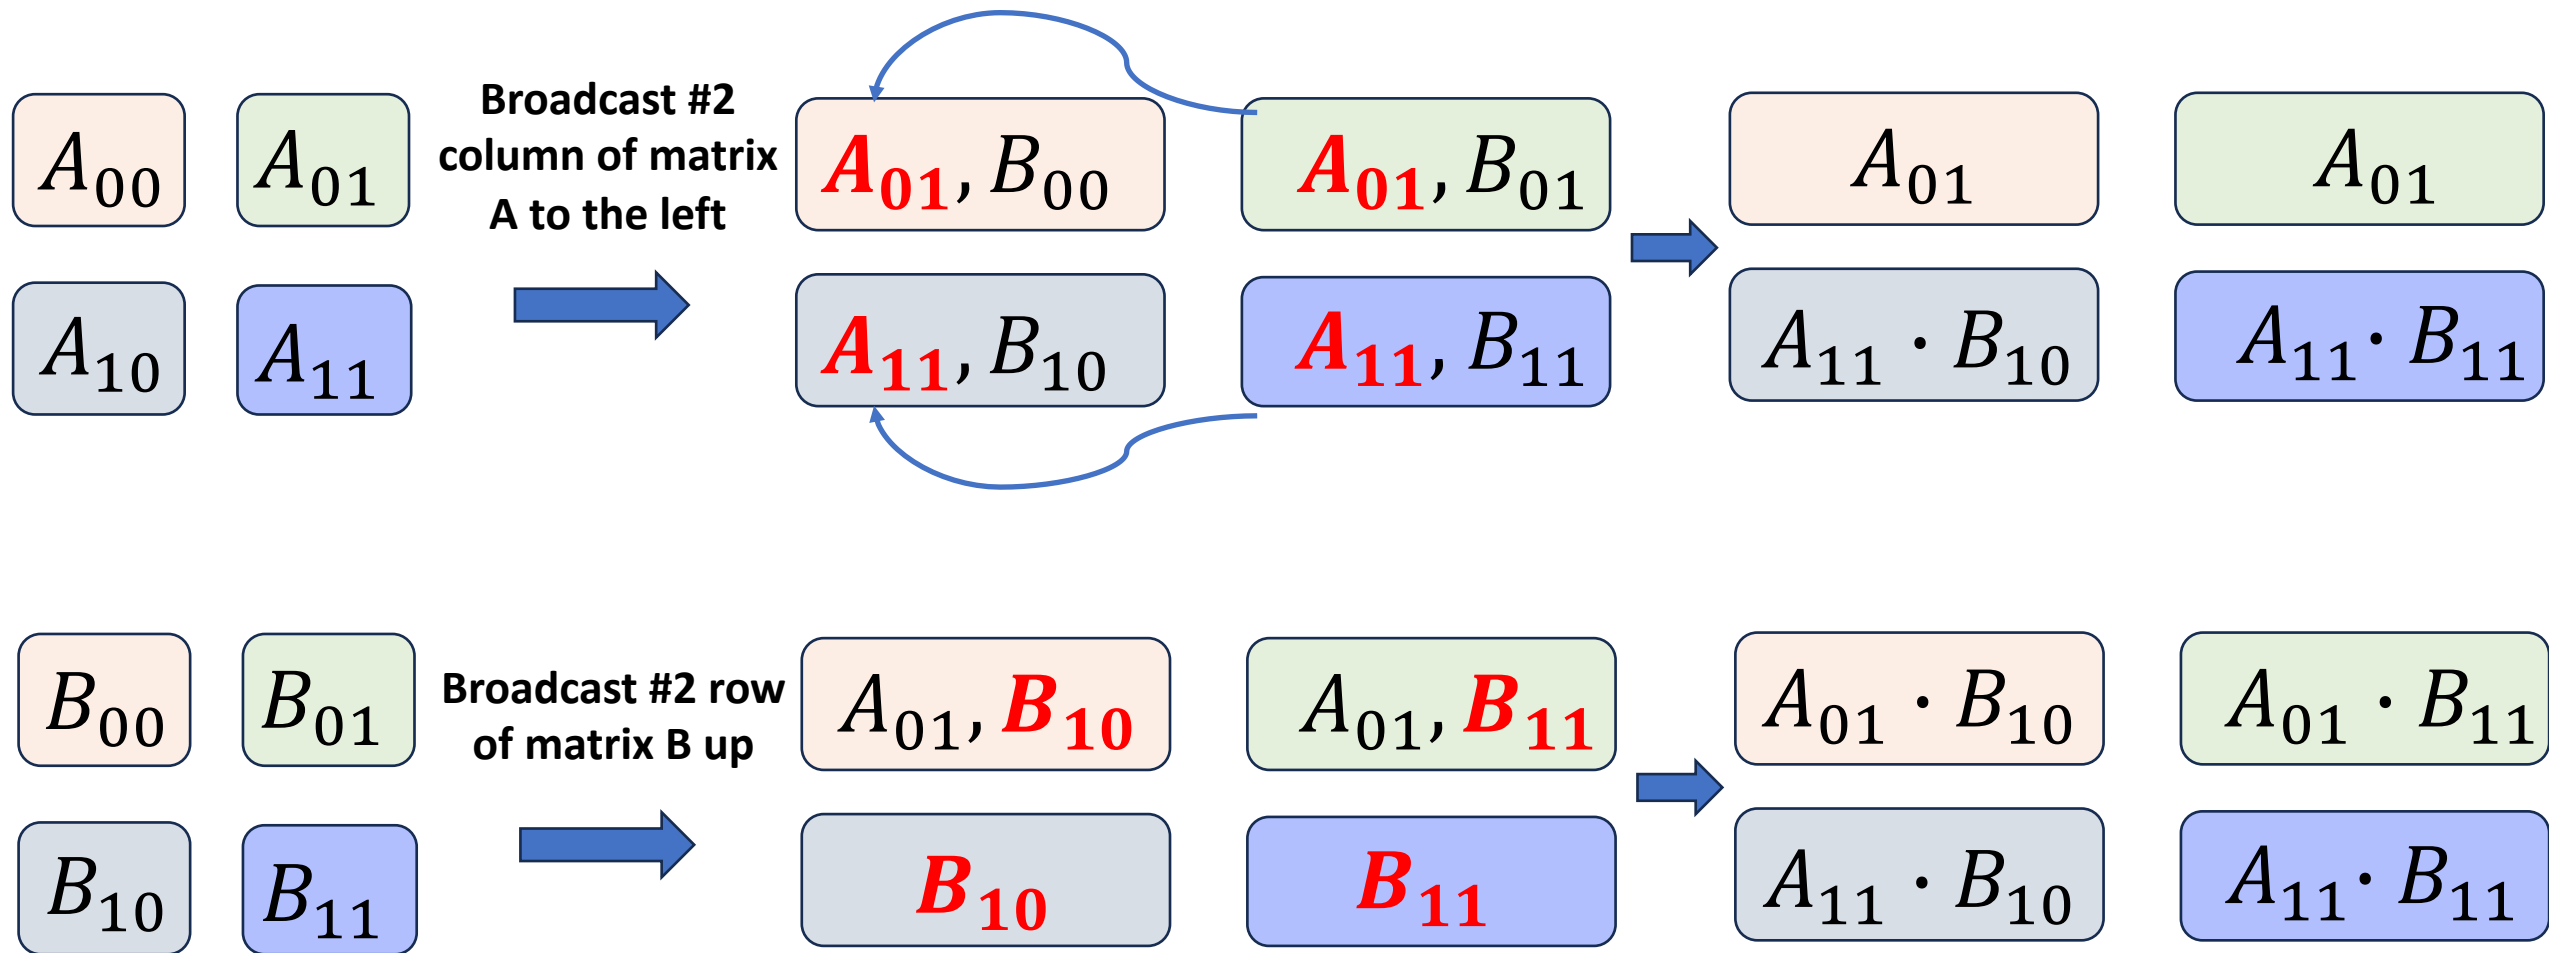 A₀₀ A₀₁
Broadcast #2
column of matrix
A to the left
A₀₁, B₀₀ A₀₁, B₀₁
A₀₁ A₀₁
A₁₀ A₁₁
A₁₁, B₁₀ A₁₁, B₁₁
A₁₁ · B₁₀ A₁₁ · B₁₁
B₀₀ B₀₁
Broadcast #2 row
of matrix B up
A₀₁, B₁₀ A₀₁, B₁₁
A₀₁ · B₁₀ A₀₁ · B₁₁
B₁₀ B₁₁
B₁₀ B₁₁
A₁₁ · B₁₀ A₁₁ · B₁₁